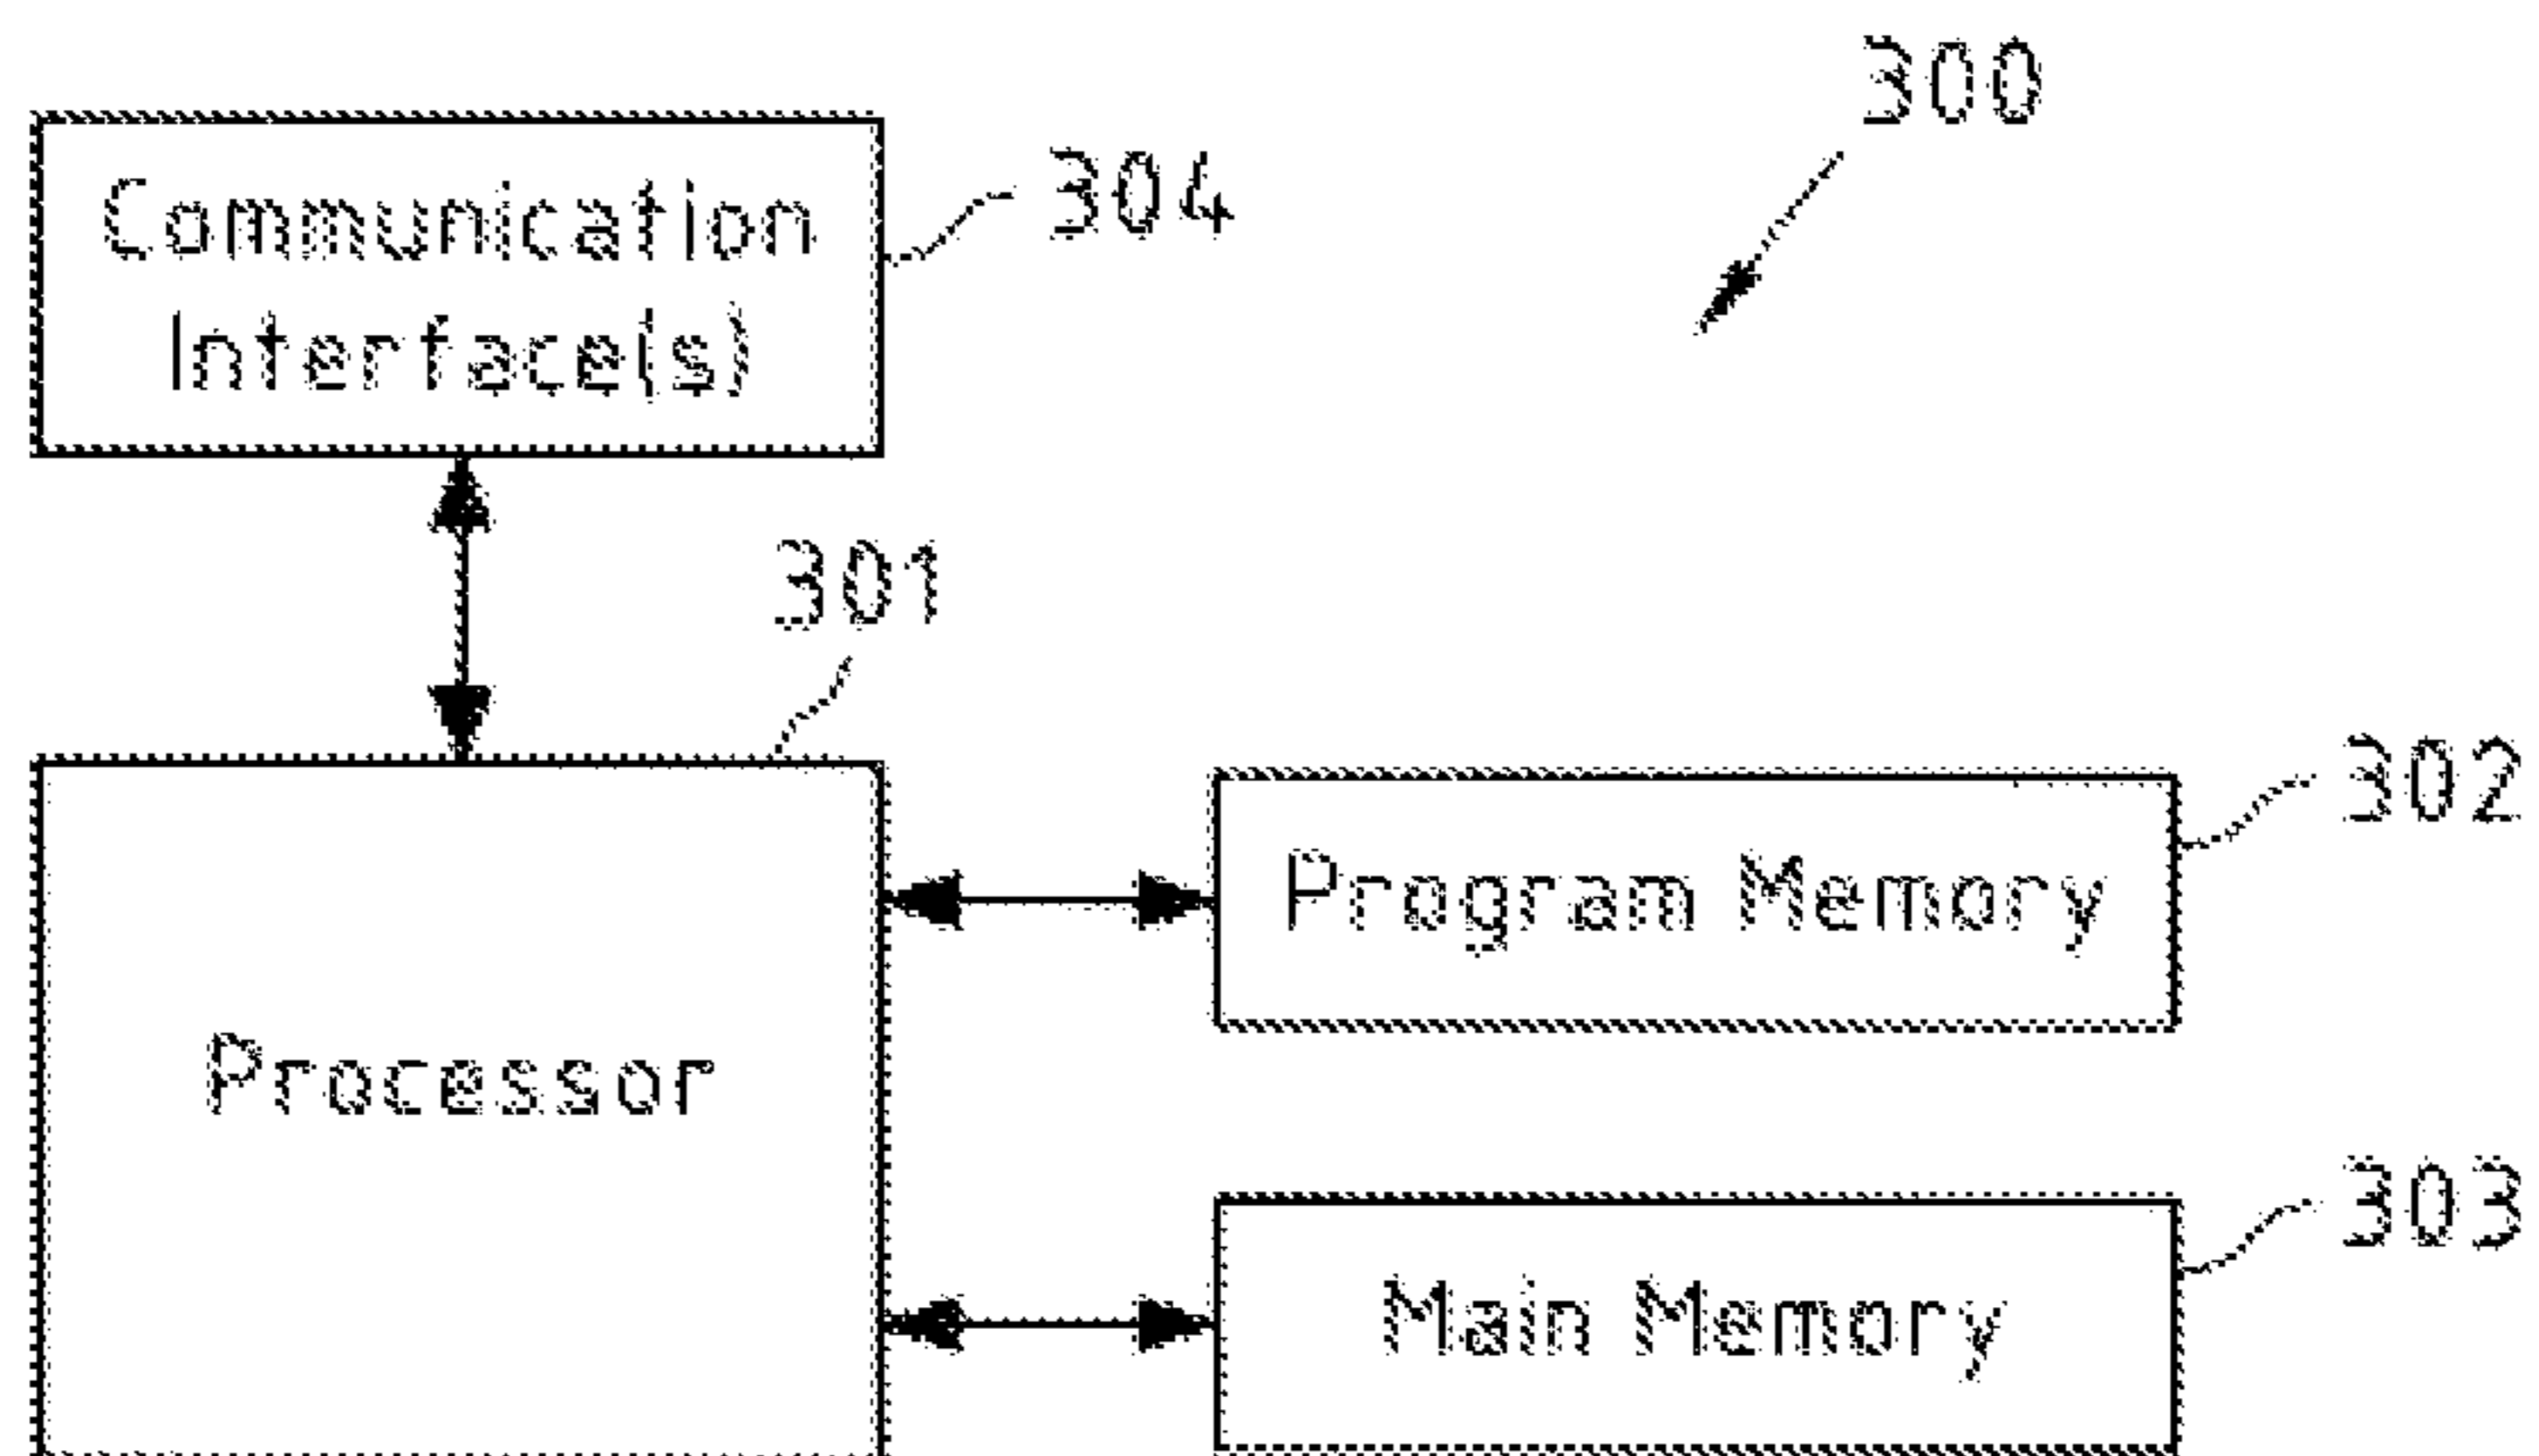 300
Communication
Interface(s)
304
301
Processor
Program Memory
302
Main Memory
303